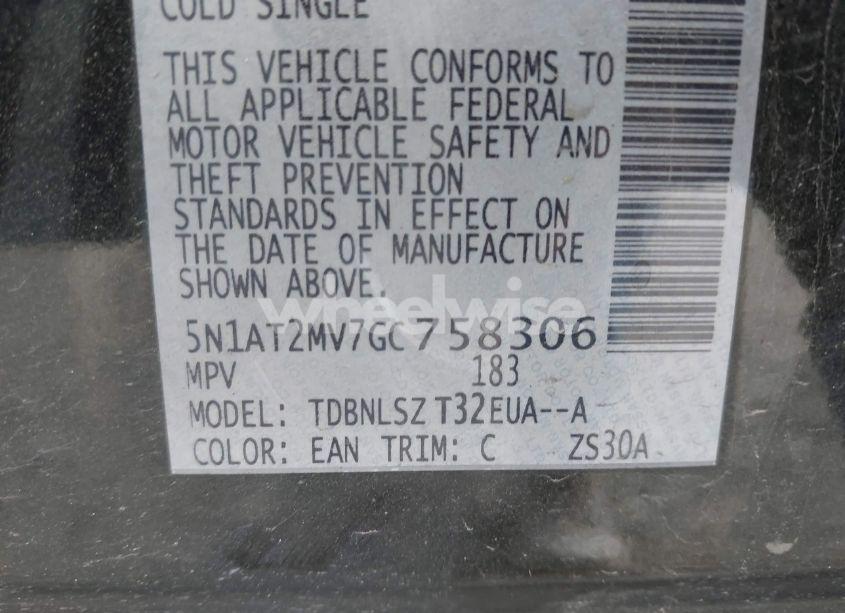 COLD SINGLE
THIS VEHICLE CONFORMS TO
ALL APPLICABLE FEDERAL
MOTOR VEHICLE SAFETY AND
THEFT PREVENTION
STANDARDS IN EFFECT ON
THE DATE OF MANUFACTURE
SHOWN ABOVE.
wheelwise
5N1AT2MV7GC758306
MPV 183
MODEL: TDBNLSZ T32EUA--A
COLOR: EAN TRIM: C ZS30A